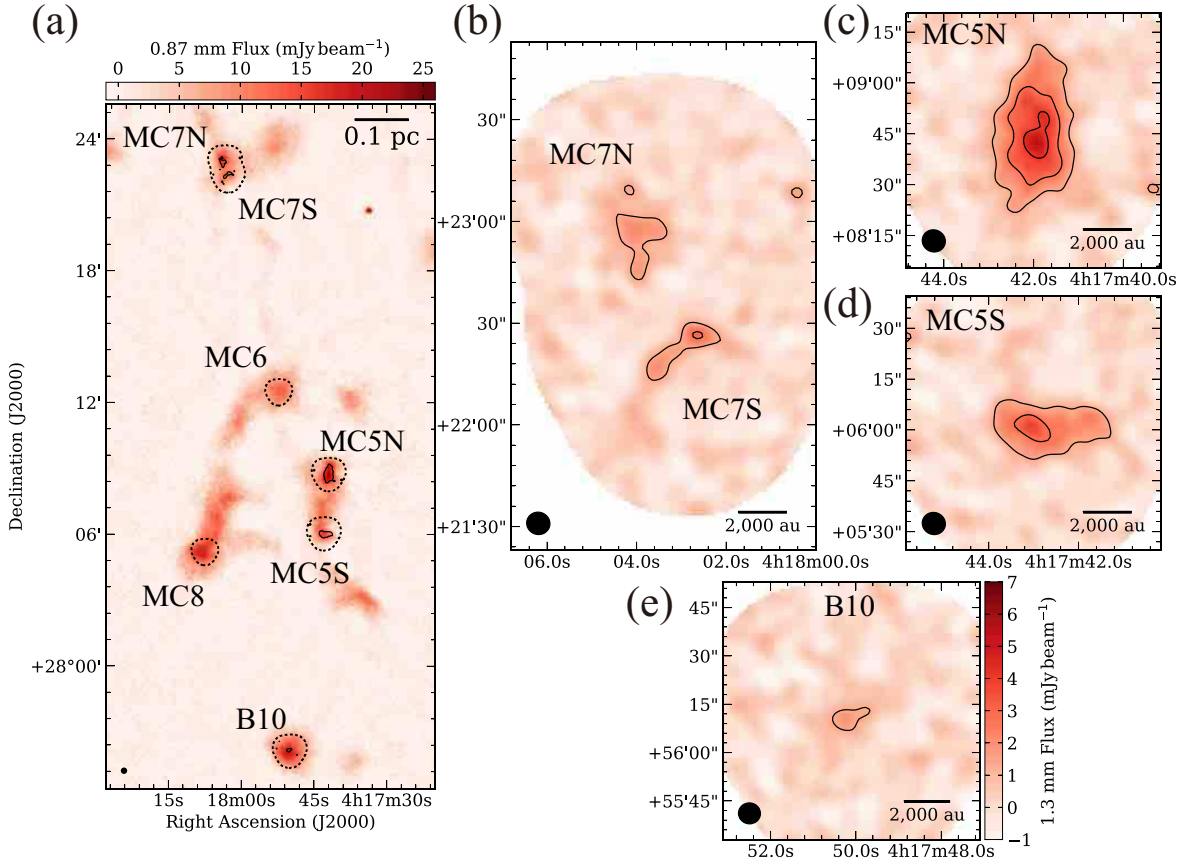 (a)
0.87 mm Flux (mJy beam⁻¹)
0 5 10 15 20 25
0.1 pc
MC7N
MC7S
MC6
MC5N
MC5S
MC8
B10
24'
18'
12'
06'
+28°00'
Declination (J2000)
15s 18m00s 45s 4h17m30s
Right Ascension (J2000)
(b)
MC7N
MC7S
30"
+23'00"
30"
+22'00"
+21'30"
2,000 au
06.0s 04.0s 02.0s 4h18m00.0s
(c)
MC5N
15"
+09'00"
45"
30"
+08'15"
2,000 au
44.0s 42.0s 4h17m40.0s
(d)
MC5S
30"
15"
+06'00"
45"
+05'30"
2,000 au
44.0s 4h17m42.0s
(e)
B10
45"
30"
15"
+56'00"
+55'45"
2,000 au
52.0s 50.0s 4h17m48.0s
7
6
5
4
3
2
1
0
−1
1.3 mm Flux (mJy beam⁻¹)